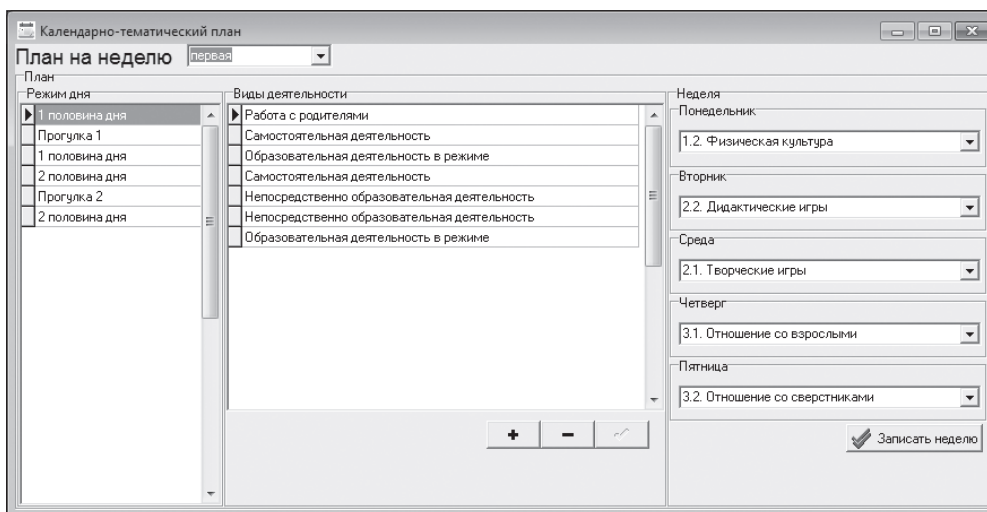 Календарно-тематический план
План на неделю первая
План
Режим дня
1 половина дня
Прогулка 1
1 половина дня
2 половина дня
Прогулка 2
2 половина дня
Виды деятельности
Работа с родителями
Самостоятельная деятельность
Образовательная деятельность в режиме
Самостоятельная деятельность
Непосредственно образовательная деятельность
Непосредственно образовательная деятельность
Образовательная деятельность в режиме
Неделя
Понедельник
1.2. Физическая культура
Вторник
2.2. Дидактические игры
Среда
2.1. Творческие игры
Четверг
3.1. Отношение со взрослыми
Пятница
3.2. Отношение со сверстниками
Записать неделю